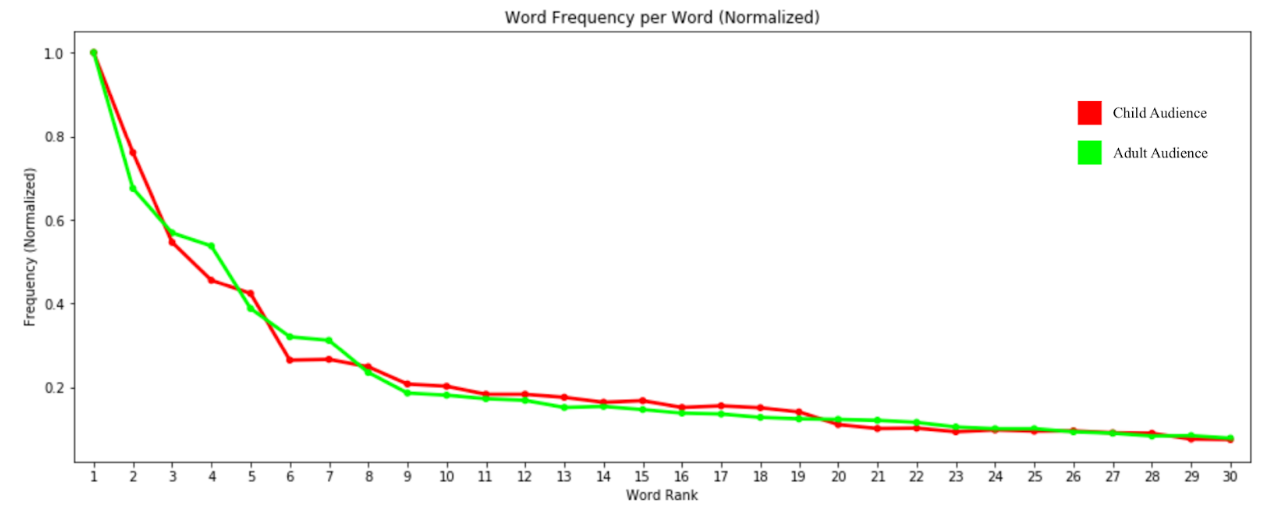 Word Frequency per Word (Normalized)
1.0
0.8
0.6
0.4
0.2
Frequency (Normalized)
Child Audience
Adult Audience
1 2 3 4 5 6 7 8 9 10 11 12 13 14 15 16 17 18 19 20 21 22 23 24 25 26 27 28 29 30
Word Rank